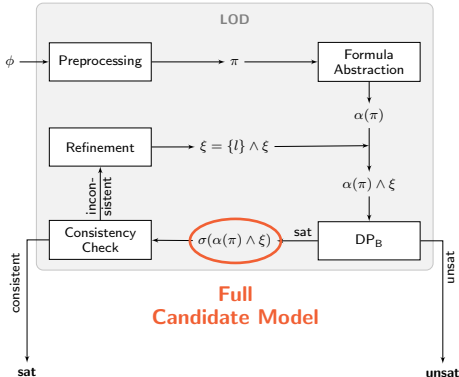 LOD
ϕ
Preprocessing
π
Formula
Abstraction
α(π)
Refinement
ξ = {l} ∧ ξ
α(π) ∧ ξ
incon-
sistent
Consistency
Check
σ(α(π) ∧ ξ)
sat
DP_B
consistent
unsat
Full
Candidate Model
sat
unsat